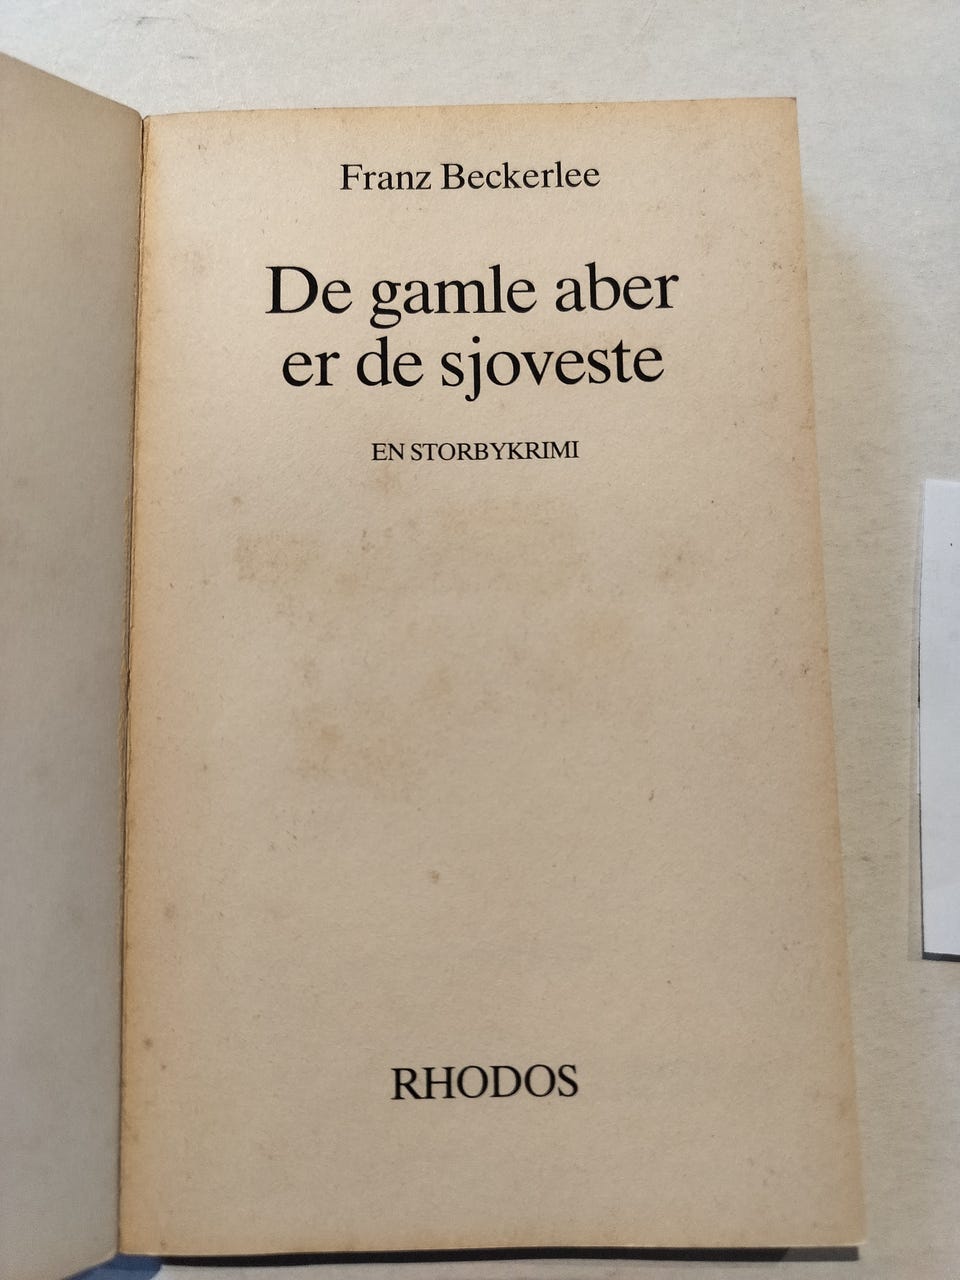 Franz Beckerlee
De gamle aber
er de sjoveste
EN STORBYKRIMI
RHODOS